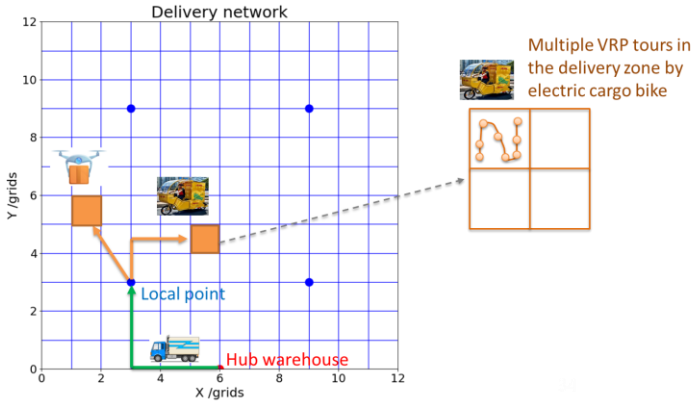 Delivery network
Multiple VRP tours in
the delivery zone by
electric cargo bike
12
10
8
6
4
2
0
Y /grids
Local point
Hub warehouse
0 2 4 6 8 10 12
X /grids